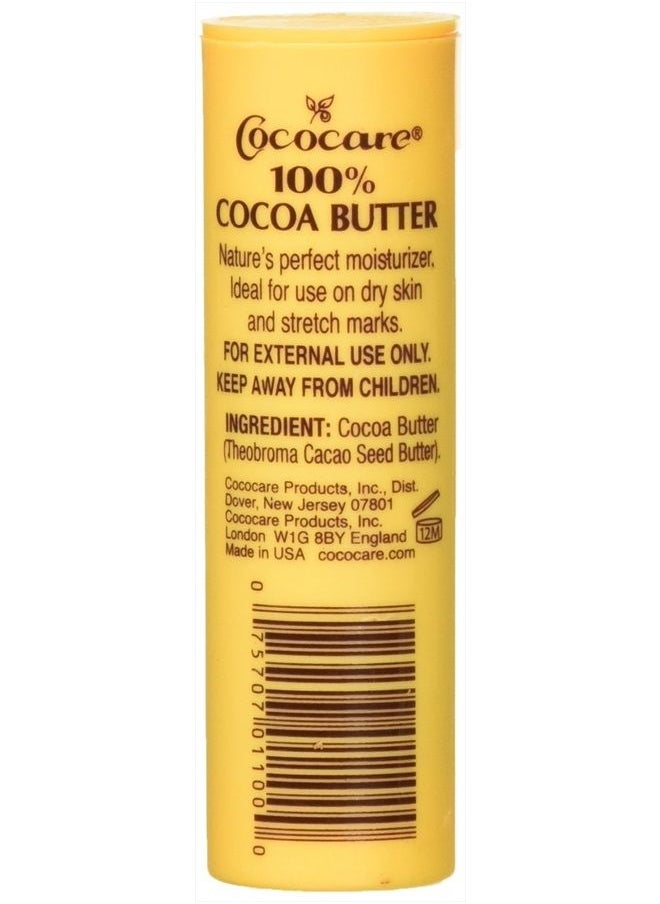 Cococare®
100%
COCOA BUTTER
Nature's perfect moisturizer.
Ideal for use on dry skin
and stretch marks.
FOR EXTERNAL USE ONLY.
KEEP AWAY FROM CHILDREN.
INGREDIENT: Cocoa Butter
(Theobroma Cacao Seed Butter).
Cococare Products, Inc., Dist.
Dover, New Jersey 07801
Cococare Products, Inc.
London W1G 8BY England
Made in USA cococare.com
12M
0 75707 01100 0